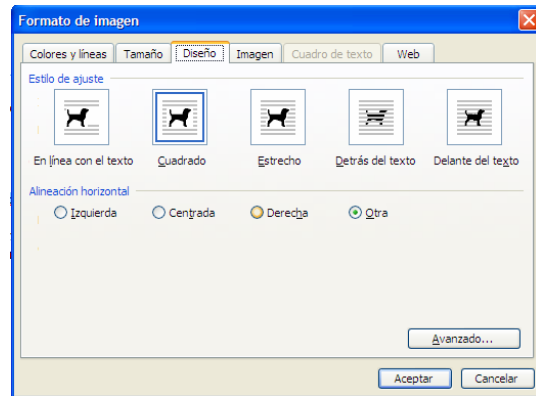 Formato de imagen
Colores y líneas Tamaño Diseño Imagen Cuadro de texto Web
Estilo de ajuste
En línea con el texto Cuadrado Estrecho Detrás del texto Delante del texto
Alineación horizontal
Izquierda Centrada Derecha Otra
Avanzado...
Aceptar Cancelar